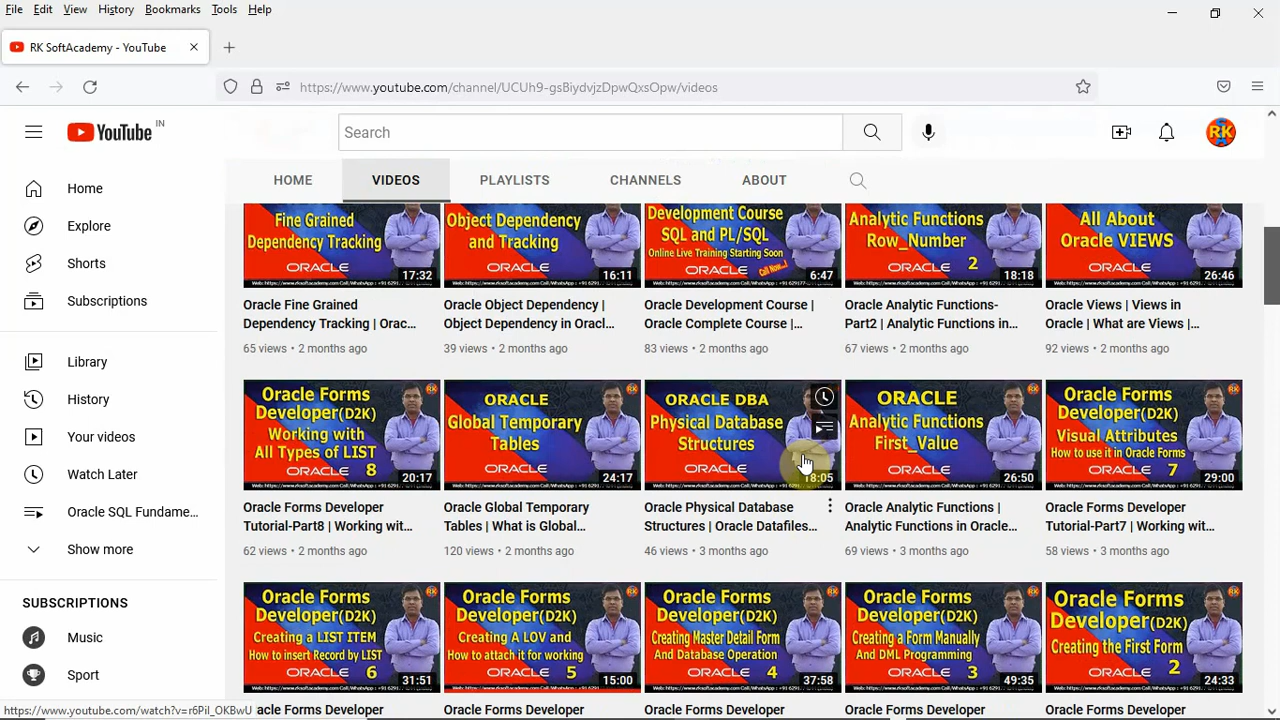 File Edit View History Bookmarks Tools Help
RK SoftAcademy - YouTube
https://www.youtube.com/channel/UCUh9-gsBiydvjzDpwQxsOpw/videos
YouTube IN
Search
RK
HOME VIDEOS PLAYLISTS CHANNELS ABOUT
Home
Explore
Shorts
Subscriptions
Library
History
Your videos
Watch Later
Oracle SQL Fundame...
Show more
SUBSCRIPTIONS
Music
Sport
Fine Grained
Dependency Tracking
ORACLE
17:32
Oracle Fine Grained
Dependency Tracking | Orac...
65 views • 2 months ago
Object Dependency
and Tracking
ORACLE
16:11
Oracle Object Dependency |
Object Dependency in Oracl...
39 views • 2 months ago
Development Course
SQL and PL/SQL
Online Live Training Starting Soon
ORACLE Call Now..!
6:47
Oracle Development Course |
Oracle Complete Course |...
83 views • 2 months ago
Analytic Functions
Row_Number
ORACLE 2
18:18
Oracle Analytic Functions-
Part2 | Analytic Functions in...
67 views • 2 months ago
All About
Oracle VIEWS
ORACLE
26:46
Oracle Views | Views in
Oracle | What are Views |...
92 views • 2 months ago
Oracle Forms
Developer(D2K)
Working with
All Types of LIST
ORACLE 8
20:17
Oracle Forms Developer
Tutorial-Part8 | Working wit...
62 views • 2 months ago
ORACLE
Global Temporary
Tables
ORACLE
24:17
Oracle Global Temporary
Tables | What is Global...
120 views • 2 months ago
ORACLE DBA
Physical Database
Structures
ORACLE
18:05
Oracle Physical Database
Structures | Oracle Datafiles...
46 views • 3 months ago
ORACLE
Analytic Functions
First_Value
ORACLE
26:50
Oracle Analytic Functions |
Analytic Functions in Oracle...
69 views • 3 months ago
Oracle Forms
Developer(D2K)
Visual Attributes
How to use it in Oracle Forms
ORACLE 7
29:00
Oracle Forms Developer
Tutorial-Part7 | Working wit...
58 views • 3 months ago
Oracle Forms
Developer(D2K)
Creating a LIST ITEM
How to insert Record by LIST
ORACLE 6
31:51
Oracle Forms
Developer(D2K)
Creating A LOV and
How to attach it for working
ORACLE 5
15:00
Oracle Forms Developer
Oracle Forms
Developer(D2K)
Creating Master Detail Form
And Database Operation
ORACLE 4
37:58
Oracle Forms Developer
Oracle Forms
Developer(D2K)
Creating a Form Manually
And DML Programming
ORACLE 3
49:35
Oracle Forms Developer
Oracle Forms
Developer(D2K)
Creating the First Form
ORACLE 2
24:33
Oracle Forms Developer
acle Forms Developer
https://www.youtube.com/watch?v=r6Pil_OKBwU